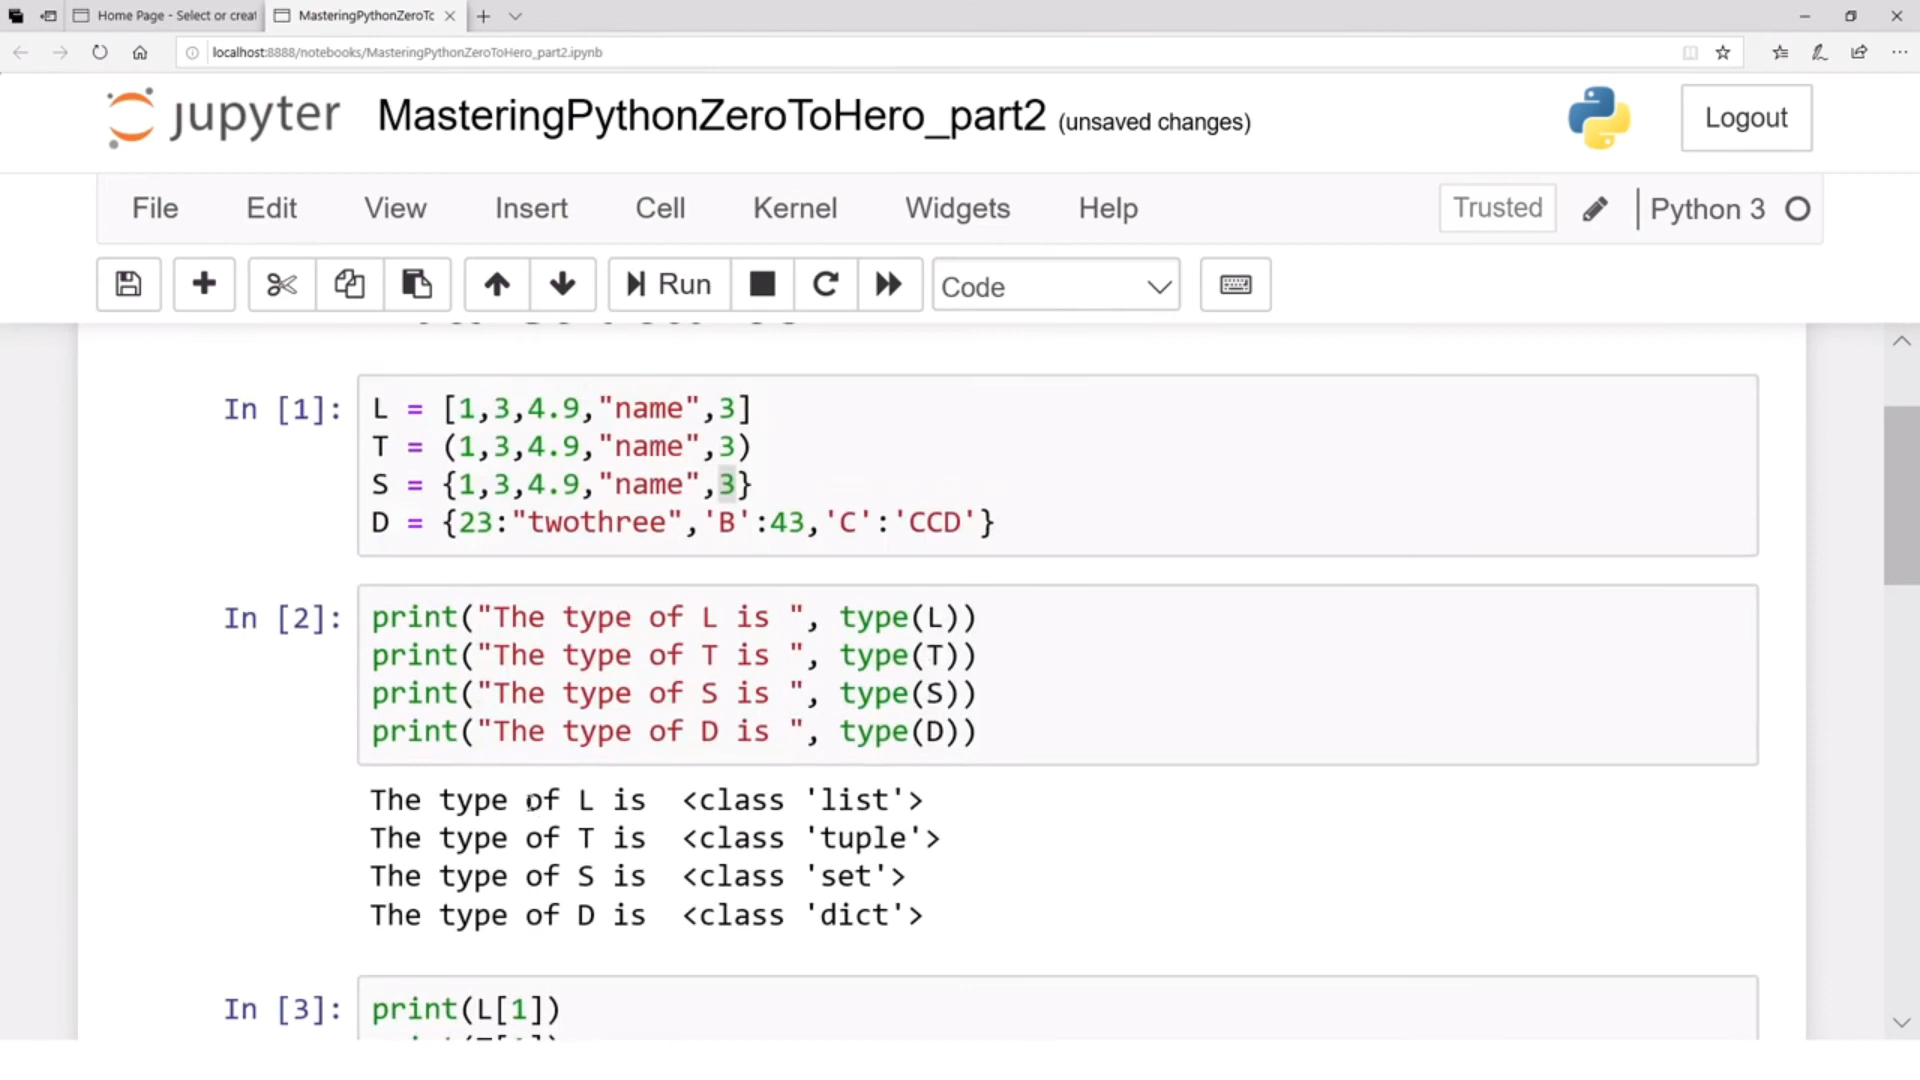 Home Page - Select or creat
MasteringPythonZeroTc
localhost:8888/notebooks/MasteringPythonZeroToHero_part2.ipynb
jupyter MasteringPythonZeroToHero_part2 (unsaved changes)
Logout
File Edit View Insert Cell Kernel Widgets Help Trusted Python 3
Run Code
In [1]: L = [1,3,4.9,"name",3]
T = (1,3,4.9,"name",3)
S = {1,3,4.9,"name",3}
D = {23:"twothree",'B':43,'C':'CCD'}
In [2]: print("The type of L is ", type(L))
print("The type of T is ", type(T))
print("The type of S is ", type(S))
print("The type of D is ", type(D))
The type of L is  <class 'list'>
The type of T is  <class 'tuple'>
The type of S is  <class 'set'>
The type of D is  <class 'dict'>
In [3]: print(L[1])